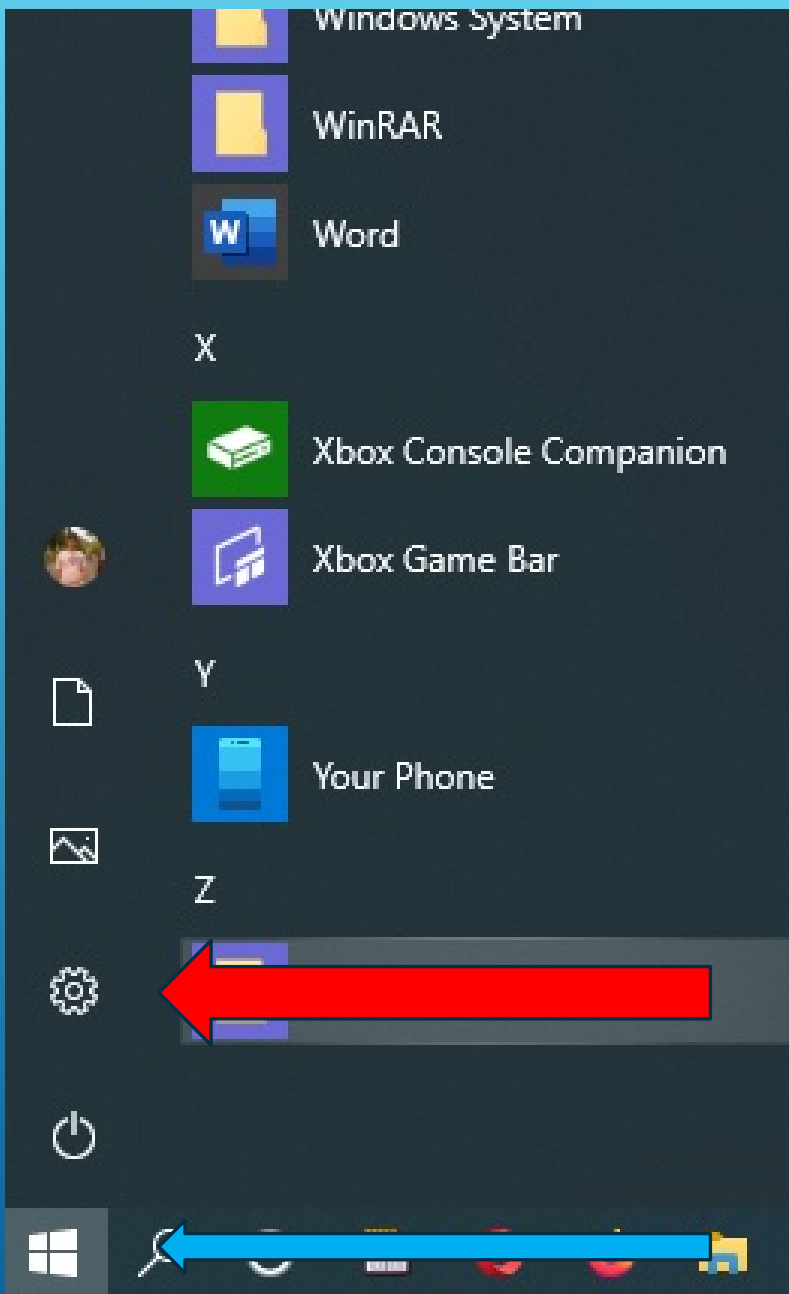 Windows System
WinRAR
W
Word
X
Xbox Console Companion
Xbox Game Bar
Y
Your Phone
Z